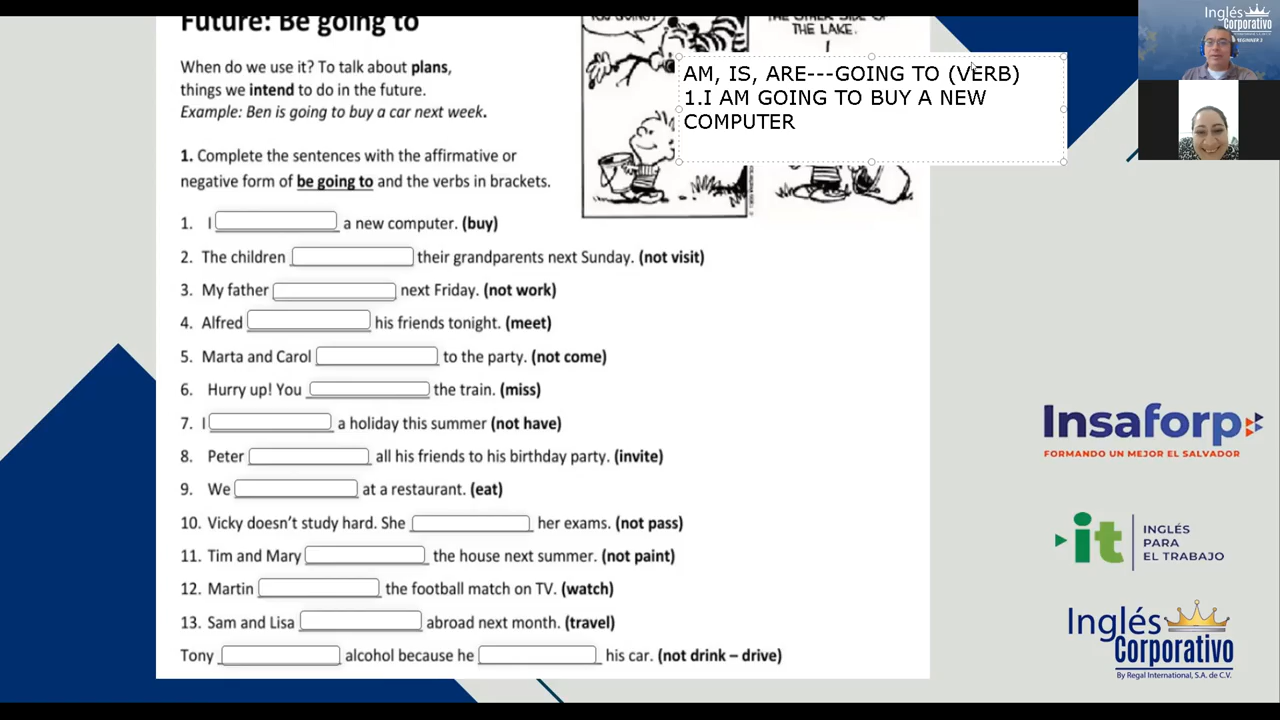 Future: Be going to
When do we use it? To talk about plans,
things we intend to do in the future.
Example: Ben is going to buy a car next week.
YOU GOING?
THE OTHER SIDE OF
THE LAKE.
AM, IS, ARE---GOING TO (VERB)
1.I AM GOING TO BUY A NEW
COMPUTER
1. Complete the sentences with the affirmative or
negative form of be going to and the verbs in brackets.
1. I a new computer. (buy)
2. The children their grandparents next Sunday. (not visit)
3. My father next Friday. (not work)
4. Alfred his friends tonight. (meet)
5. Marta and Carol to the party. (not come)
6. Hurry up! You the train. (miss)
7. I a holiday this summer (not have)
8. Peter all his friends to his birthday party. (invite)
9. We at a restaurant. (eat)
10. Vicky doesn't study hard. She her exams. (not pass)
11. Tim and Mary the house next summer. (not paint)
12. Martin the football match on TV. (watch)
13. Sam and Lisa abroad next month. (travel)
Tony alcohol because he his car. (not drink – drive)
Inglés
Corporativo
BEGINNER 2
Insaforp
FORMANDO UN MEJOR EL SALVADOR
it
INGLÉS
PARA
EL TRABAJO
Inglés
Corporativo
By Regal International, S.A. de C.V.